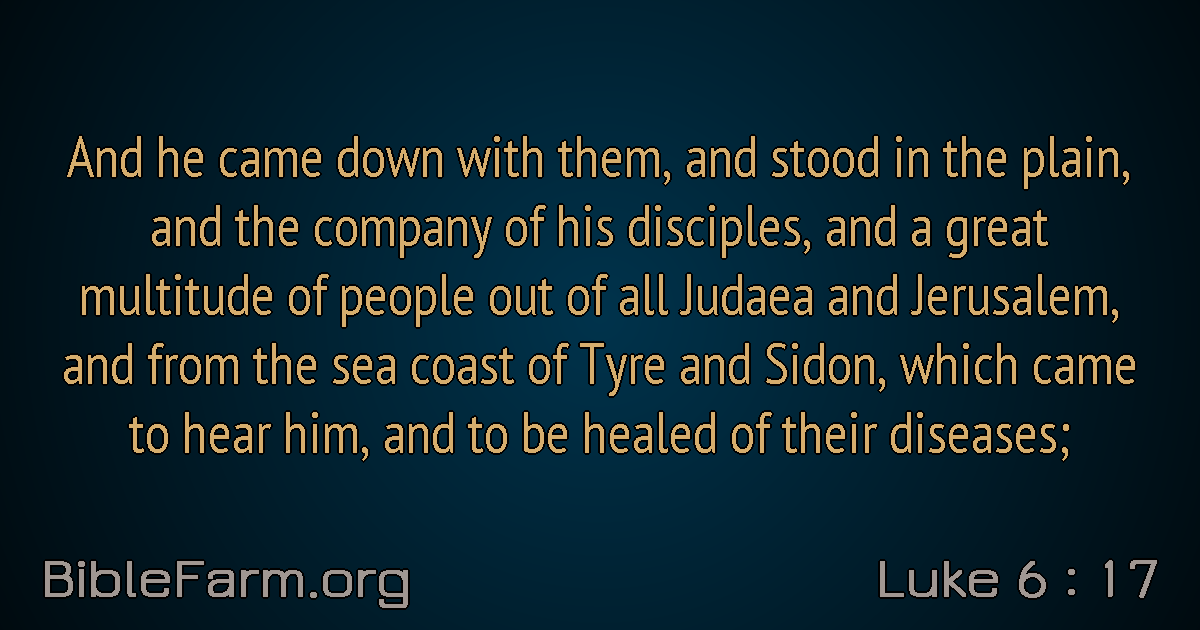 And he came down with them, and stood in the plain,
and the company of his disciples, and a great
multitude of people out of all Judaea and Jerusalem,
and from the sea coast of Tyre and Sidon, which came
to hear him, and to be healed of their diseases;
BibleFarm.org
Luke 6 : 17